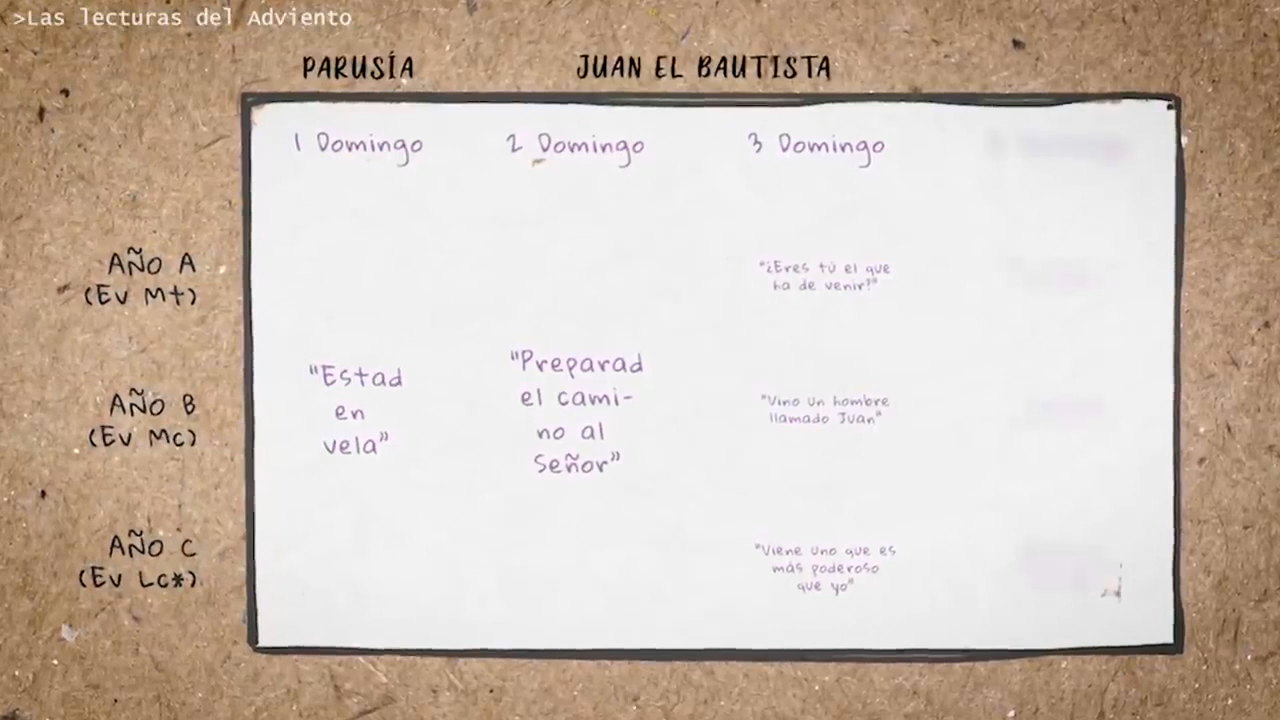 >Las lecturas del Adviento
PARUSÍA
JUAN EL BAUTISTA
1 Domingo
2 Domingo
3 Domingo
AÑO A
(Ev Mt)
"¿Eres tú el que
ha de venir?"
AÑO B
(Ev Mc)
"Estad
en
vela"
"Preparad
el cami-
no al
Señor"
"Vino un hombre
llamado Juan"
AÑO C
(Ev Lc*)
"Viene uno que es
más poderoso
que yo"